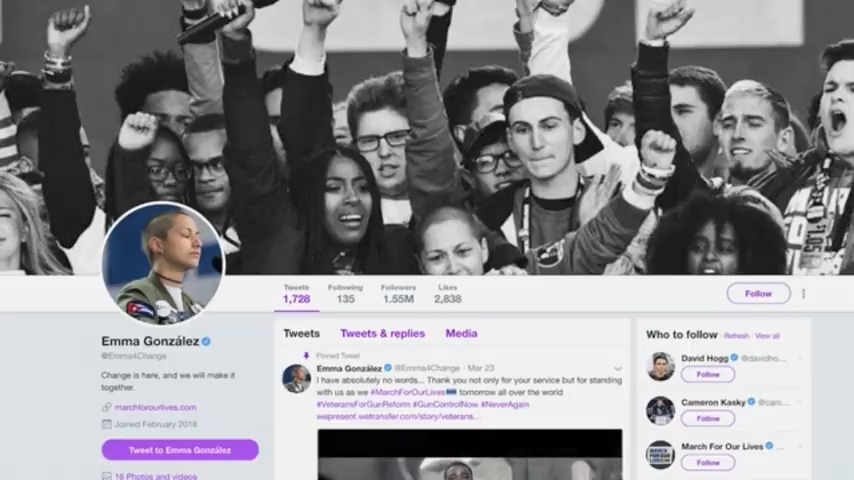 Tweets
Following
Followers
Likes
1,728
135
1.55M
2,838
Follow
Emma González
@Emma4Change
Change is here, and we will make it
together.
marchforourlives.com
Joined February 2018
Tweet to Emma González
16 Photos and videos
Tweets
Tweets & replies
Media
Pinned Tweet
Emma González @Emma4Change · Mar 23
I have absolutely no words... Thank you not only for your service but for standing
with us as we #MarchForOurLives tomorrow all over the world
#VeteransForGunReform #GunControlNow #NeverAgain
wepresent.wetransfer.com/story/veterans...
Who to follow · Refresh · View all
David Hogg @davidho...
Follow
Cameron Kasky @cam...
Follow
March For Our Lives ...
Follow